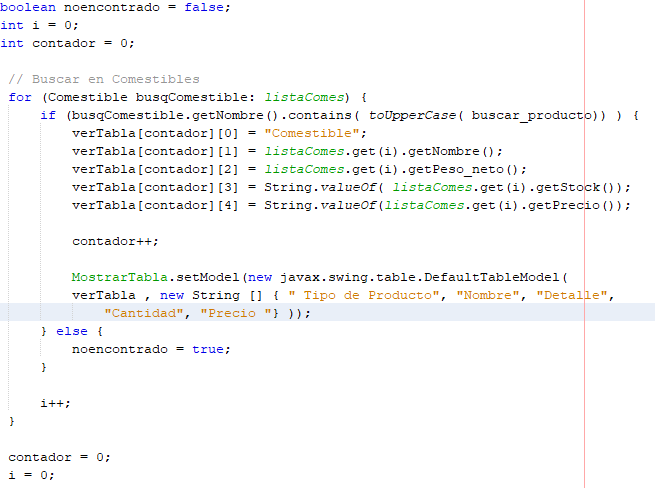 boolean noencontrado = false;
int i = 0;
int contador = 0;
// Buscar en Comestibles
for (Comestible busqComestible: listaComes) {
if (busqComestible.getNombre().contains( toUpperCase( buscar_producto)) ) {
verTabla[contador][0] = "Comestible";
verTabla[contador][1] = listaComes.get(i).getNombre();
verTabla[contador][2] = listaComes.get(i).getPeso_neto();
verTabla[contador][3] = String.valueOf( listaComes.get(i).getStock());
verTabla[contador][4] = String.valueOf(listaComes.get(i).getPrecio());
contador++;
MostrarTabla.setModel(new javax.swing.table.DefaultTableModel(
verTabla , new String [] { " Tipo de Producto", "Nombre", "Detalle",
"Cantidad", "Precio "} ));
} else {
noencontrado = true;
}
i++;
}
contador = 0;
i = 0;